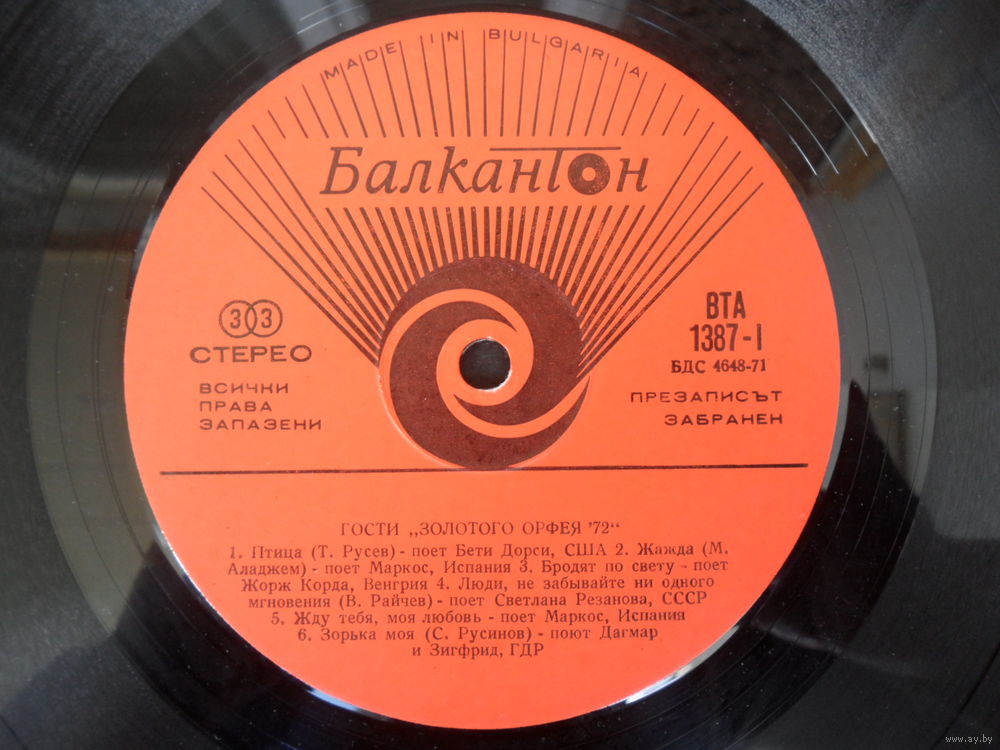 MADE IN BULGARIA
Балкантон
33
СТЕРЕО
ВСИЧКИ
ПРАВА
ЗАПАЗЕНИ
ВТА
1387-I
БДС 4648-71
ПРЕЗАПИСЪТ
ЗАБРАНЕН
ГОСТИ „ЗОЛОТОГО ОРФЕЯ '72“
1. Птица (Т. Русев) - поет Бети Дорси, США 2. Жажда (М.
Аладжем) - поет Маркос, Испания 3. Бродят по свету - поет
Жорж Корда, Венгрия 4. Люди, не забывайте ни одного
мгновения (В. Райчев) - поет Светлана Резанова, СССР
5. Жду тебя, моя любовь - поет Маркос, Испания
6. Зорька моя (С. Русинов) - поют Дагмар
и Зигфрид, ГДР
www.ay.by